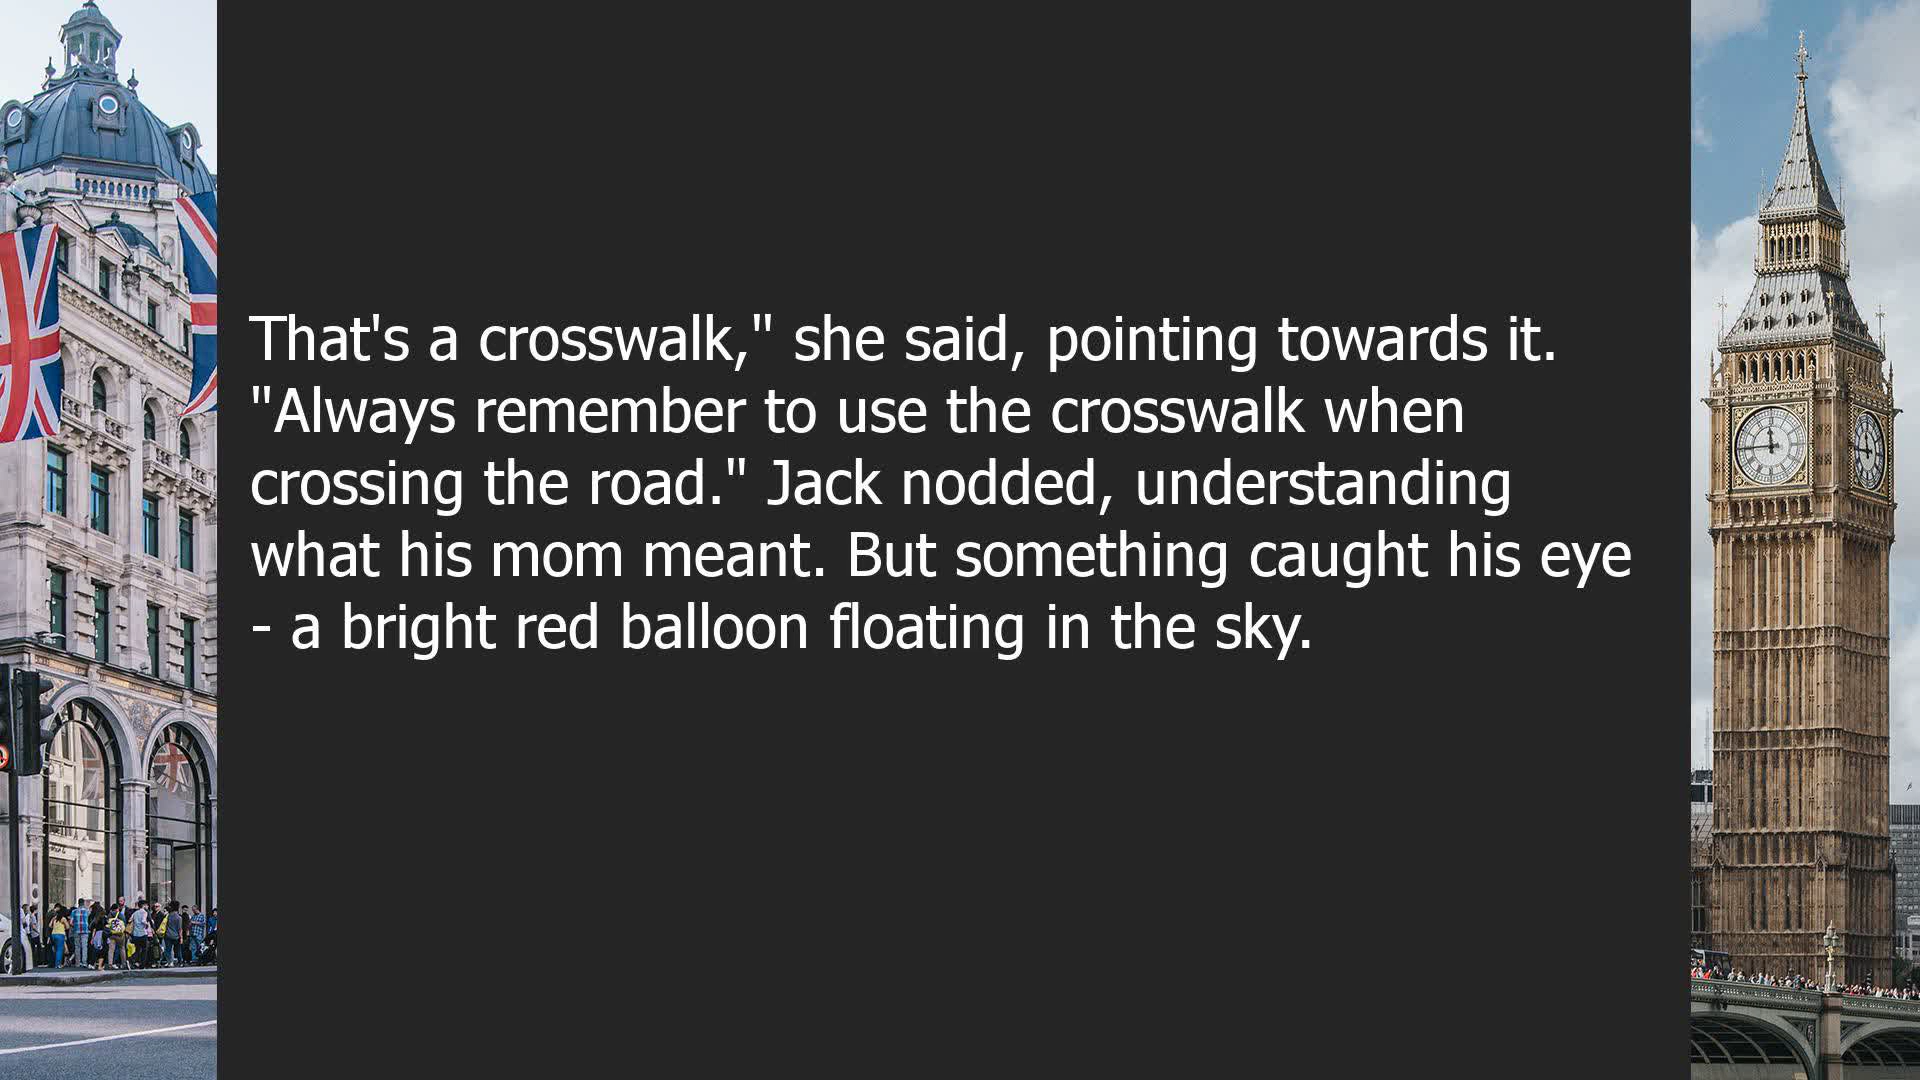 That's a crosswalk," she said, pointing towards it.
"Always remember to use the crosswalk when
crossing the road." Jack nodded, understanding
what his mom meant. But something caught his eye
- a bright red balloon floating in the sky.